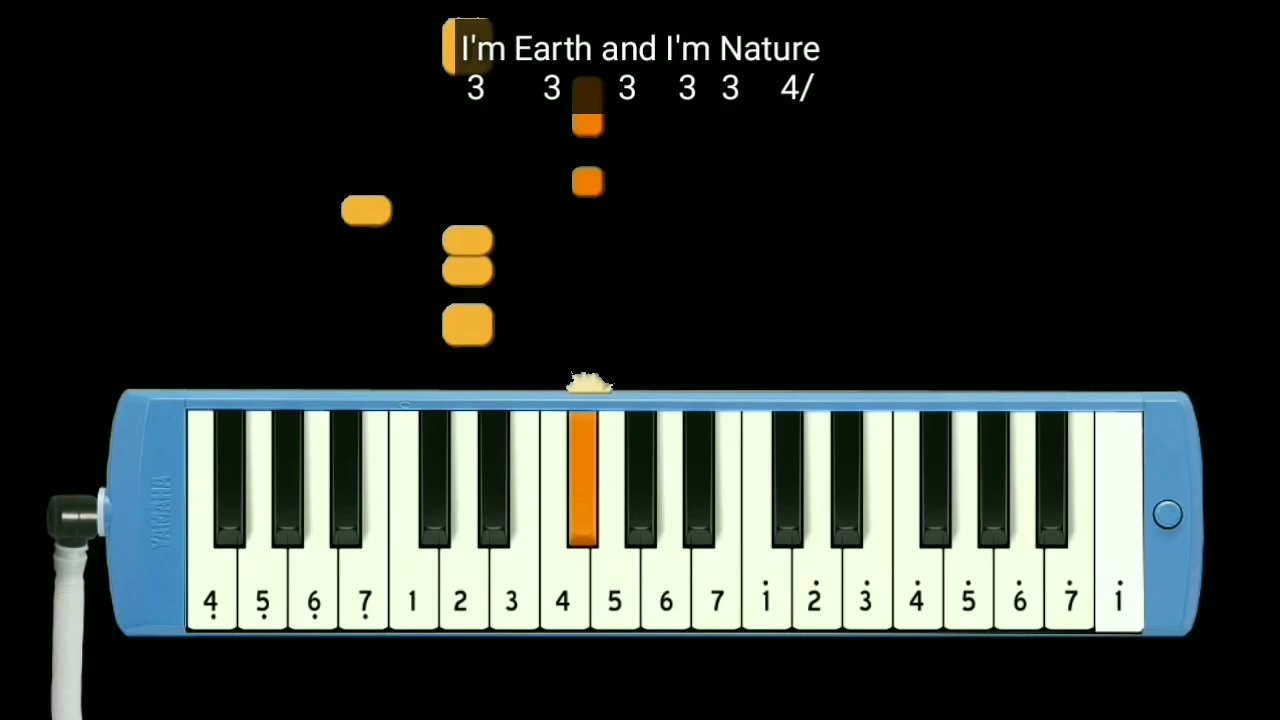 I'm Earth and I'm Nature
3 3 3 3 3 4/
YAMAHA
4̣ 5̣ 6̣ 7̣ 1 2 3 4 5 6 7 1̇ 2̇ 3̇ 4̇ 5̇ 6̇ 7̇ 1̇